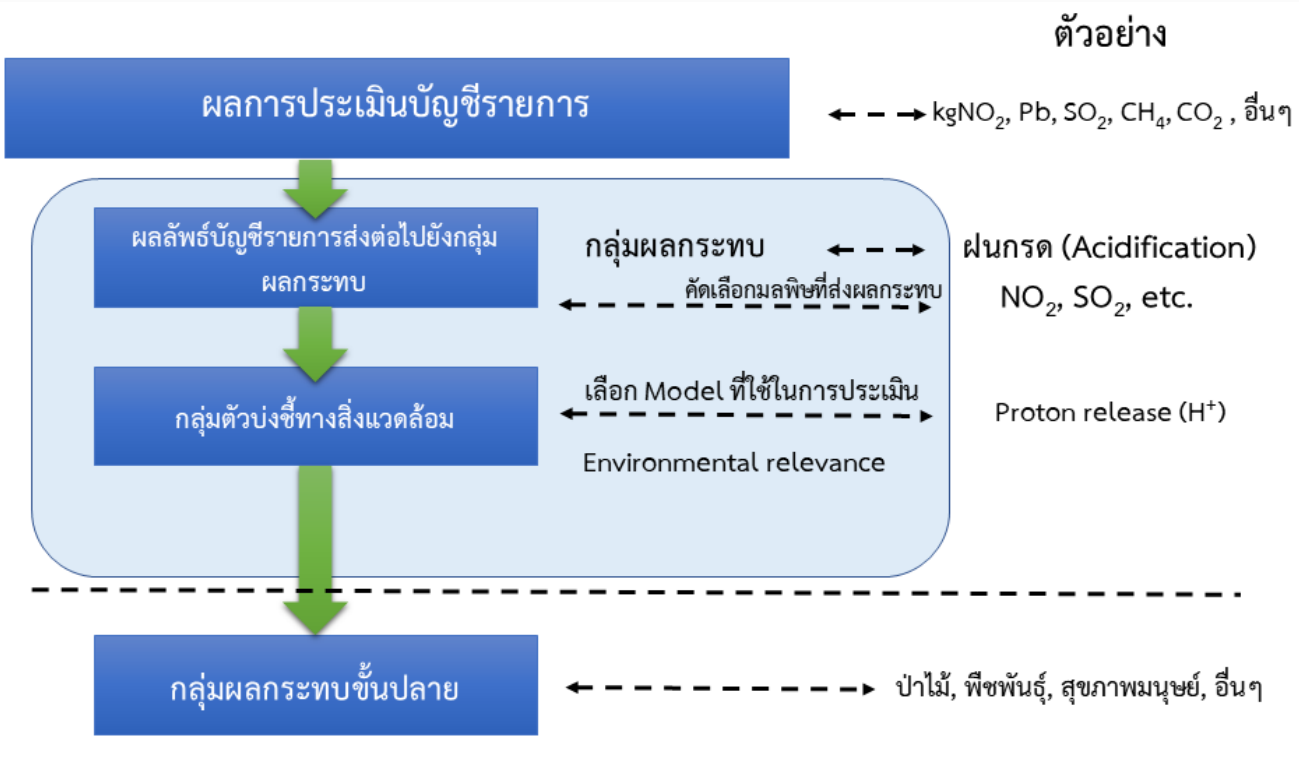 ตัวอย่าง
ผลการประเมินบัญชีรายการ
kgNO₂, Pb, SO₂, CH₄, CO₂ , อื่นๆ
ผลลัพธ์บัญชีรายการส่งต่อไปยังกลุ่ม
ผลกระทบ
กลุ่มผลกระทบ
ฝนกรด (Acidification)
คัดเลือกมลพิษที่ส่งผลกระทบ
NO₂, SO₂, etc.
กลุ่มตัวบ่งชี้ทางสิ่งแวดล้อม
เลือก Model ที่ใช้ในการประเมิน
Proton release (H⁺)
Environmental relevance
กลุ่มผลกระทบขั้นปลาย
ป่าไม้, พืชพันธุ์, สุขภาพมนุษย์, อื่นๆ